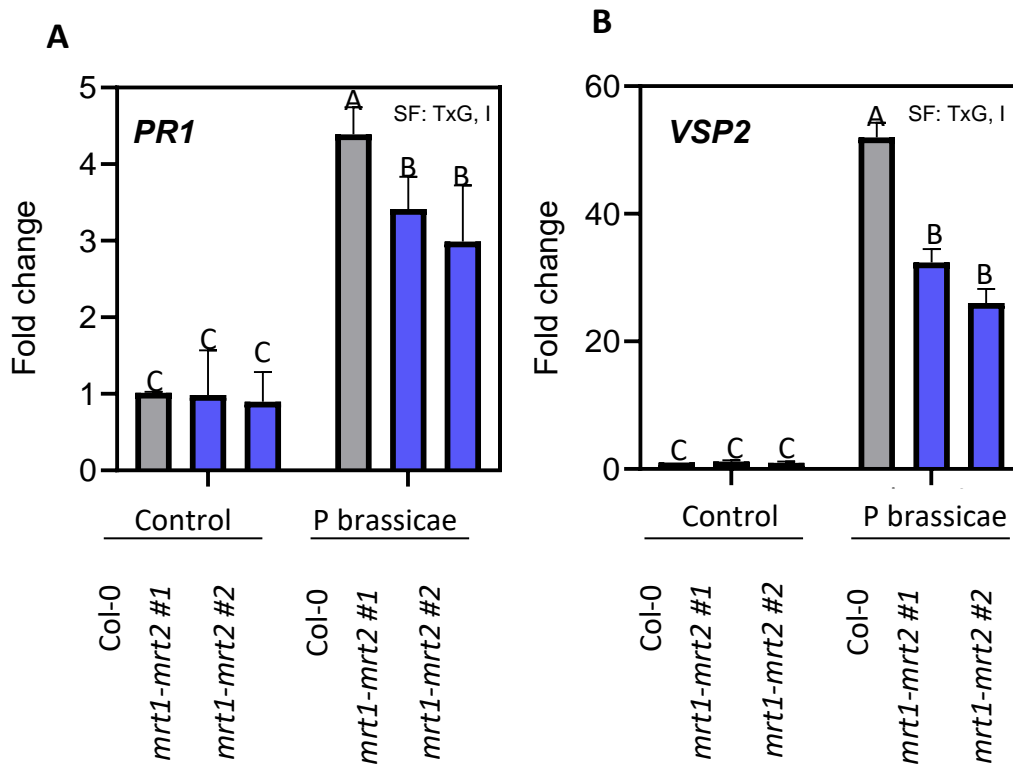 A
Fold change
5
4
3
2
1
0
PR1
SF: TxG, I
C
C
C
A
B
B
Control
P brassicae
Col-0
mrt1-mrt2 #1
mrt1-mrt2 #2
Col-0
mrt1-mrt2 #1
mrt1-mrt2 #2
B
Fold change
60
40
20
0
VSP2
SF: TxG, I
C
C
C
A
B
B
Control
P brassicae
Col-0
mrt1-mrt2 #1
mrt1-mrt2 #2
Col-0
mrt1-mrt2 #1
mrt1-mrt2 #2